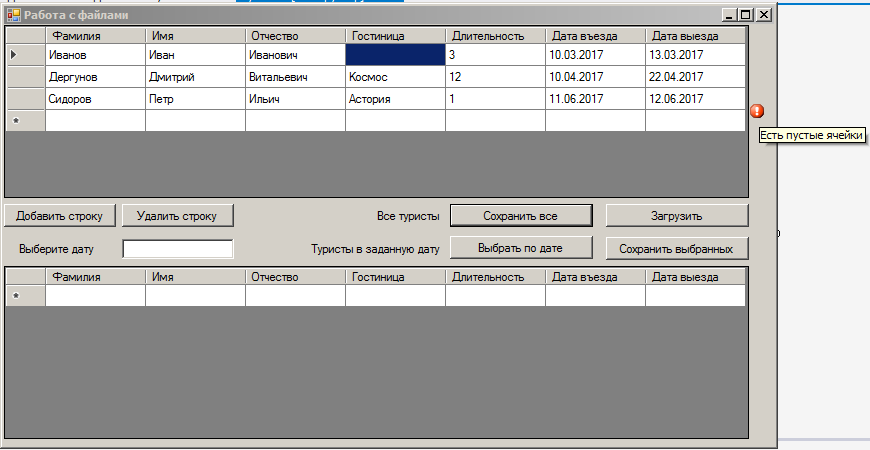 Работа с файлами
Фамилия Имя Отчество Гостиница Длительность Дата въезда Дата выезда
Иванов Иван Иванович 3 10.03.2017 13.03.2017
Дергунов Дмитрий Витальевич Космос 12 10.04.2017 22.04.2017
Сидоров Петр Ильич Астория 1 11.06.2017 12.06.2017
Есть пустые ячейки
Добавить строку Удалить строку Все туристы Сохранить все Загрузить
Выберите дату Туристы в заданную дату Выбрать по дате Сохранить выбранных
Фамилия Имя Отчество Гостиница Длительность Дата въезда Дата выезда